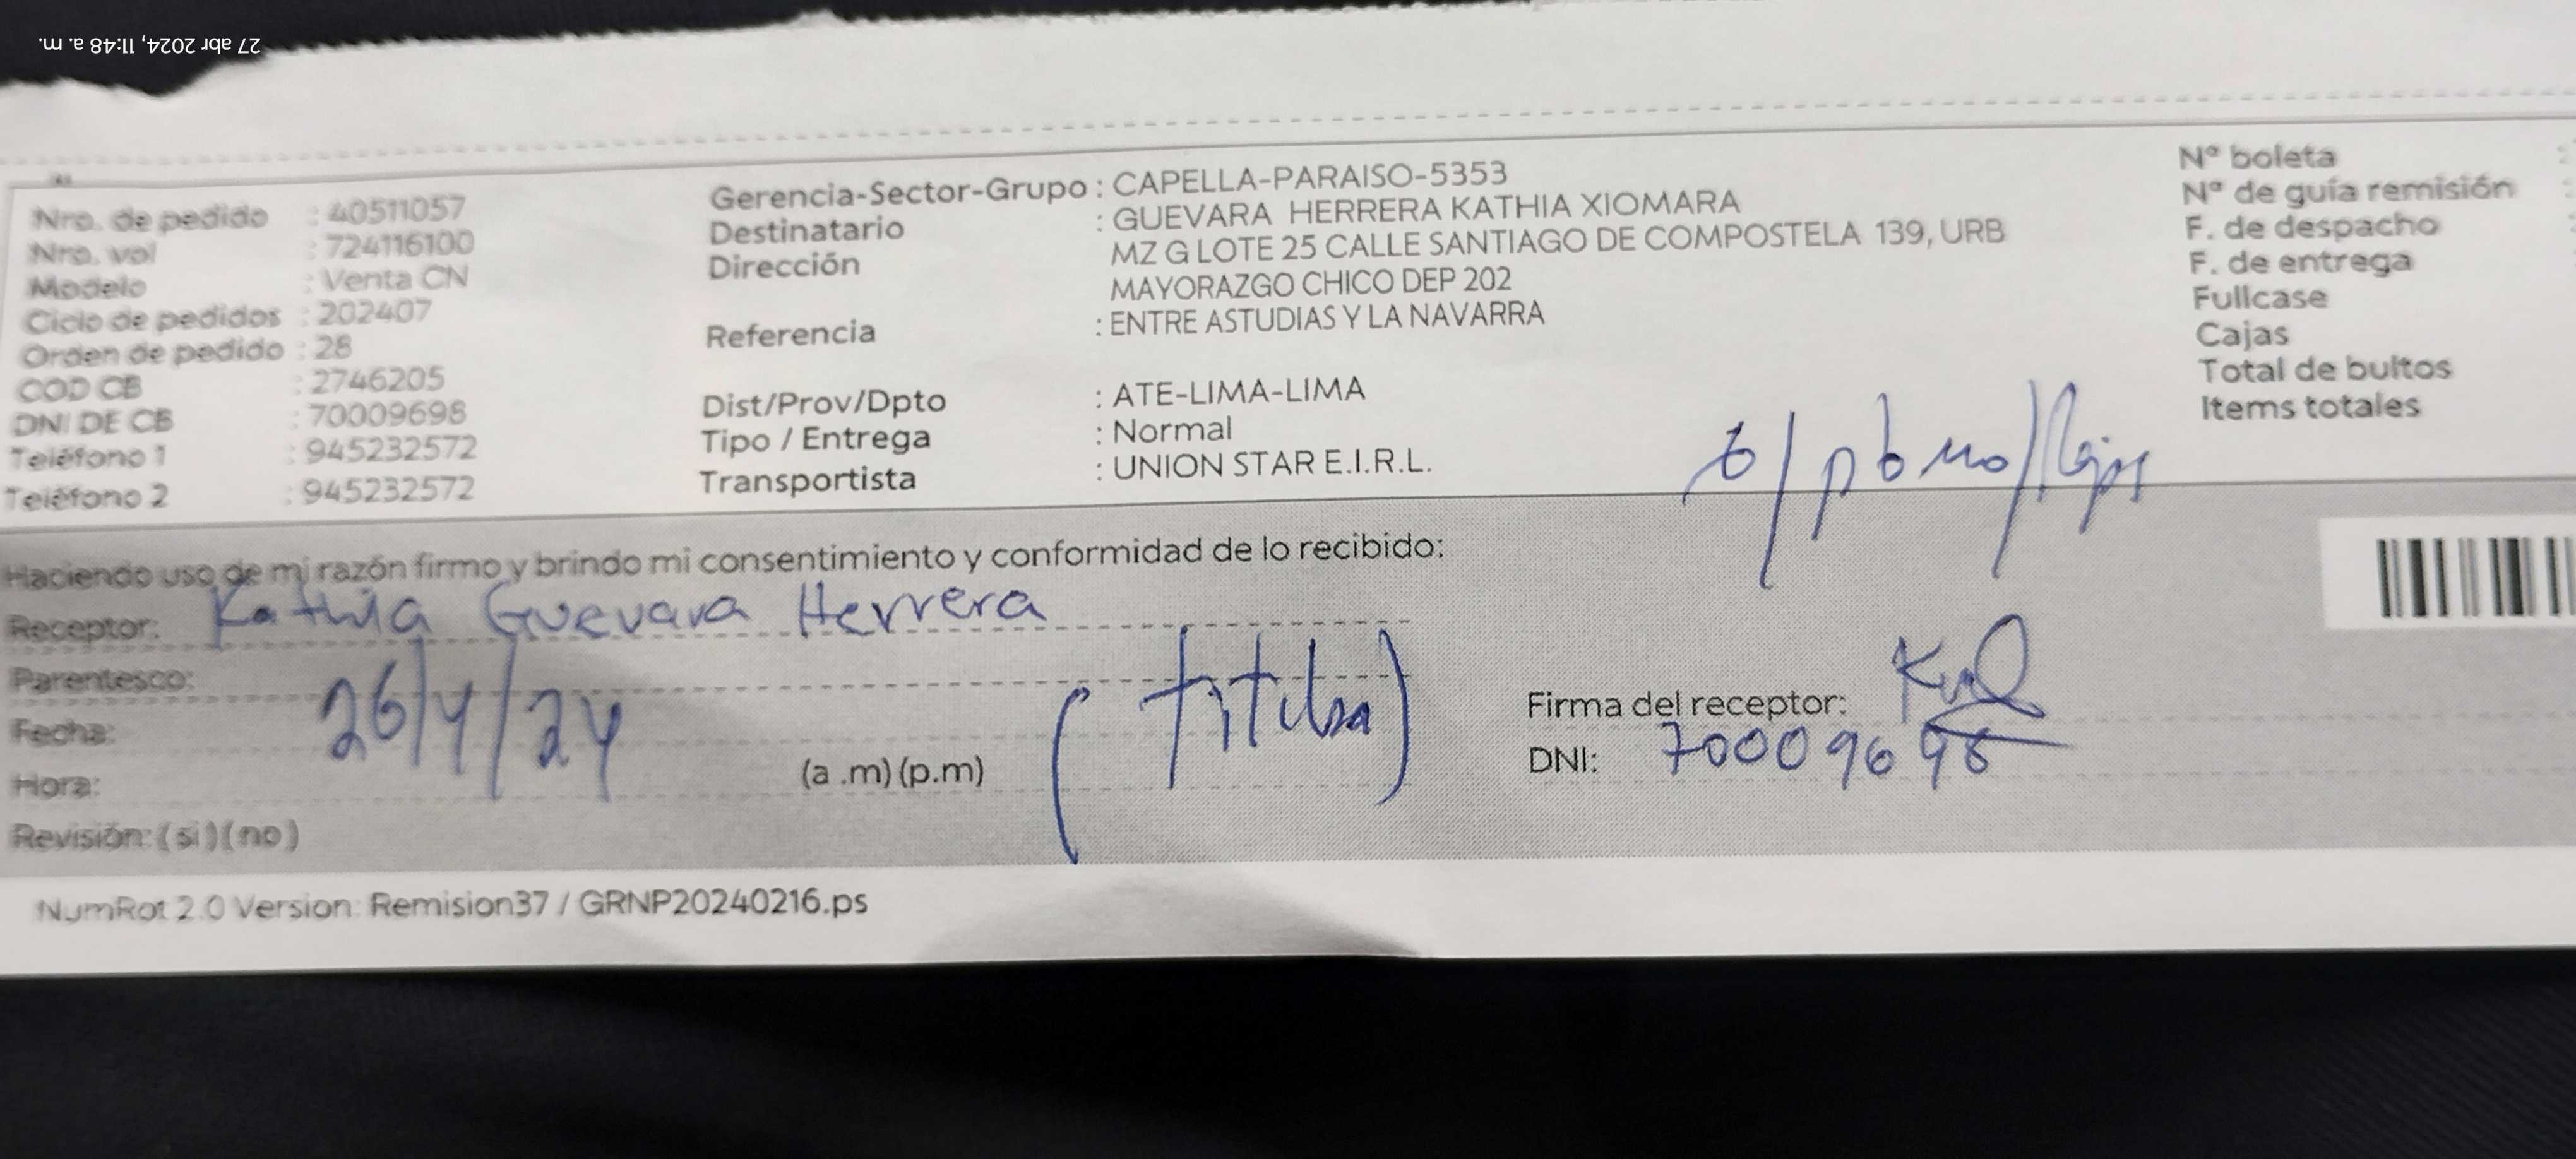 27 abr 2024, 11:48 a. m.
Nro. de pedido : 40511057
Nro. vol : 724116100
Modelo : Venta CN
Ciclo de pedidos : 202407
Orden de pedido : 28
COD CB : 2746205
DNI DE CB : 70009698
Teléfono 1 : 945232572
Teléfono 2 : 945232572
Gerencia-Sector-Grupo : CAPELLA-PARAISO-5353
Destinatario : GUEVARA HERRERA KATHIA XIOMARA
Dirección MZ G LOTE 25 CALLE SANTIAGO DE COMPOSTELA 139, URB
MAYORAZGO CHICO DEP 202
Referencia : ENTRE ASTUDIAS Y LA NAVARRA
Dist/Prov/Dpto : ATE-LIMA-LIMA
Tipo / Entrega : Normal
Transportista : UNION STAR E.I.R.L.
Nº boleta
Nº de guía remisión
F. de despacho
F. de entrega
Fullcase
Cajas
Total de bultos
Items totales
Haciendo uso de mi razón firmo y brindo mi consentimiento y conformidad de lo recibido:
Receptor: Kathia Guevara Herrera
Parentesco:
Fecha: 26/4/24
Hora: (a .m) (p.m)
Revisión: ( si ) ( no )
Firma del receptor:
DNI: 70009698
NumRot 2.0 Version: Remision37 / GRNP20240216.ps